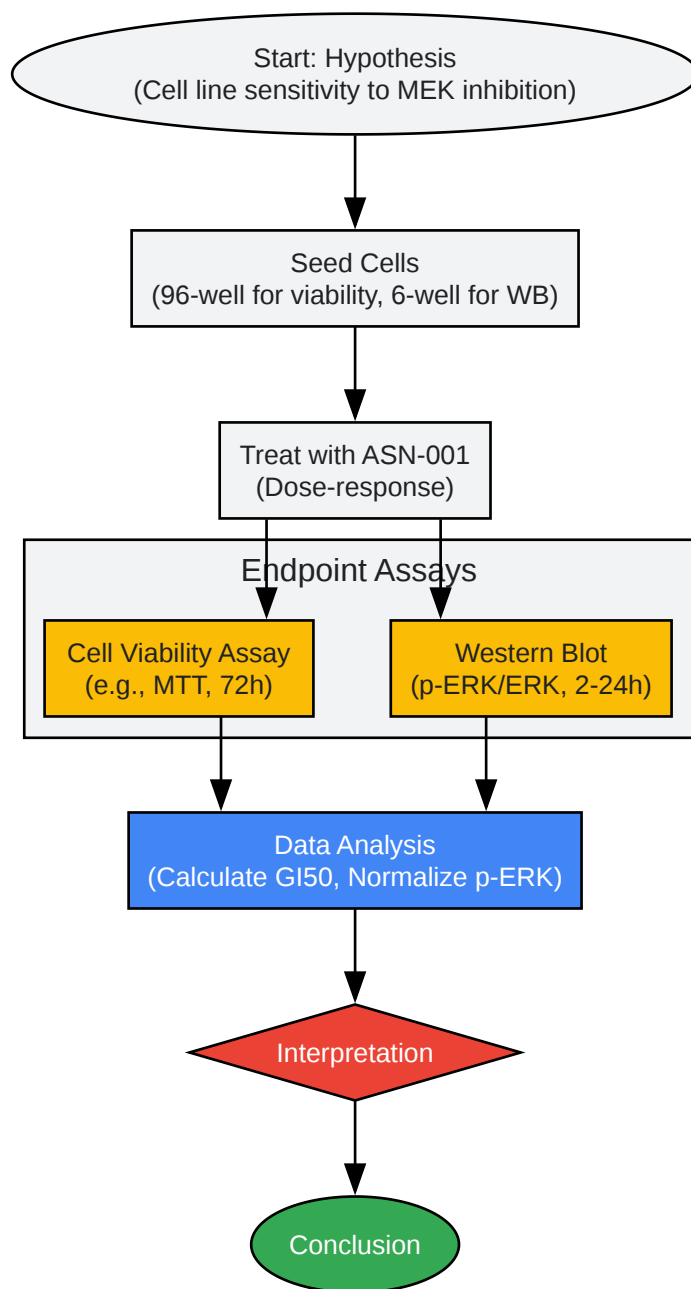 Start: Hypothesis
(Cell line sensitivity to MEK inhibition)
Seed Cells
(96-well for viability, 6-well for WB)
Treat with ASN-001
(Dose-response)
Endpoint Assays
Cell Viability Assay
(e.g., MTT, 72h)
Western Blot
(p-ERK/ERK, 2-24h)
Data Analysis
(Calculate GI50, Normalize p-ERK)
Interpretation
Conclusion